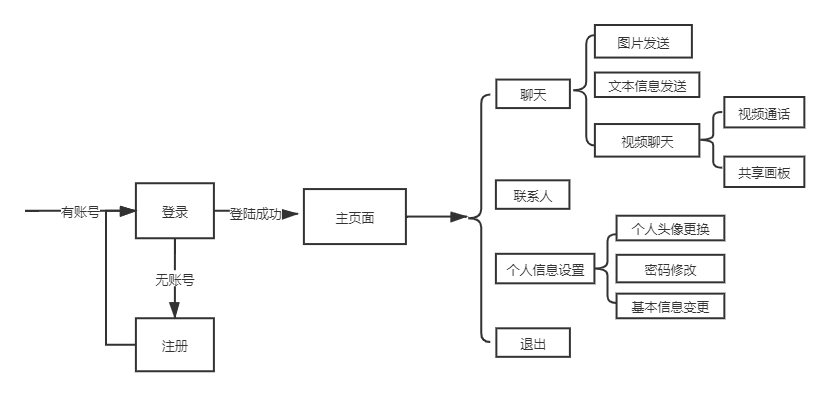 图片发送
聊天
文本信息发送
视频聊天
视频通话
共享画板
有账号
登录
登陆成功
主页面
联系人
无账号
注册
个人信息设置
个人头像更换
密码修改
基本信息变更
退出